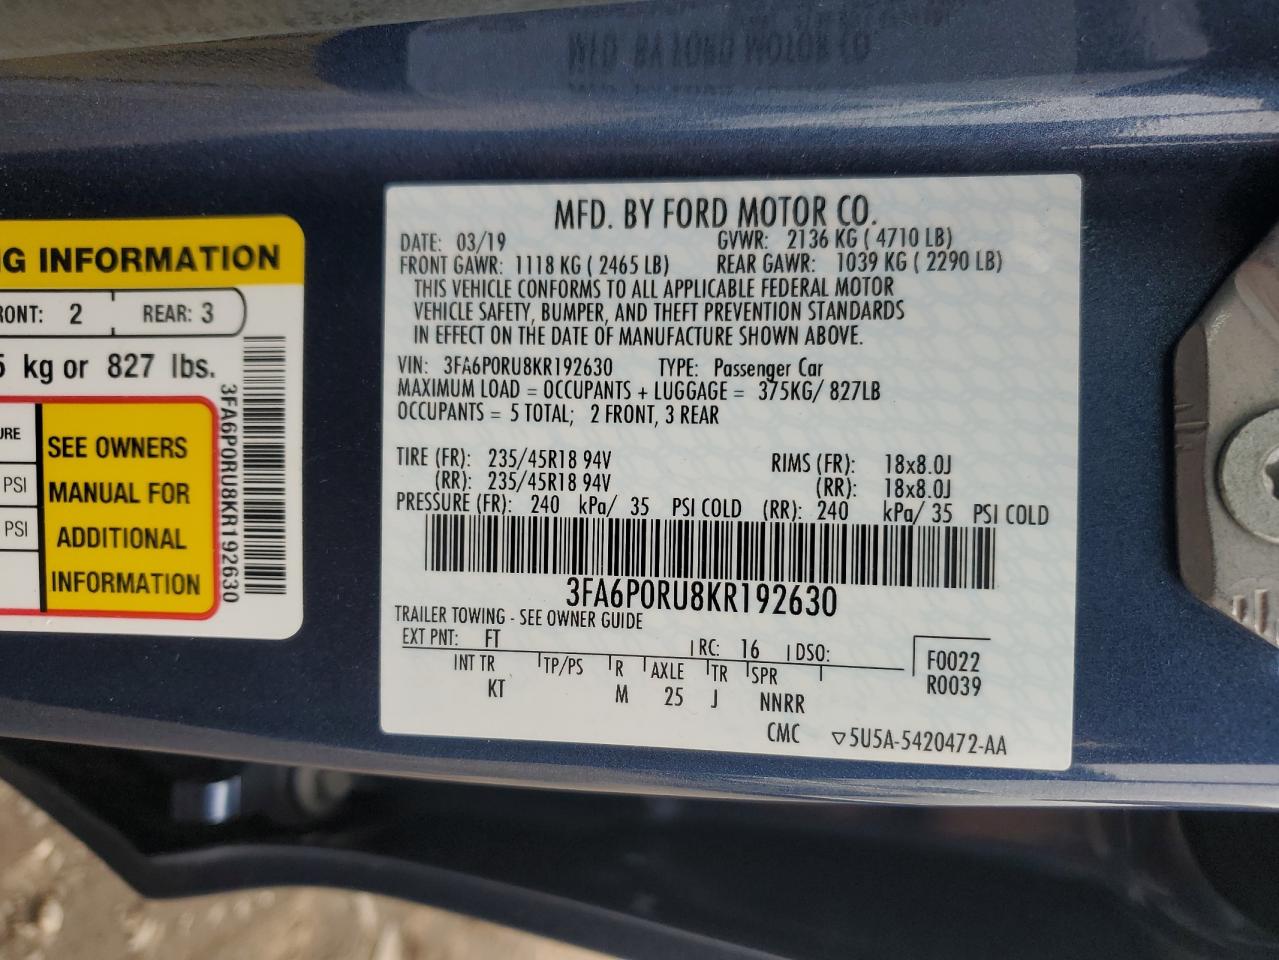 MFD. BY FORD MOTOR CO.
DATE: 03/19 GVWR: 2136 KG ( 4710 LB)
FRONT GAWR: 1118 KG ( 2465 LB) REAR GAWR: 1039 KG ( 2290 LB)
THIS VEHICLE CONFORMS TO ALL APPLICABLE FEDERAL MOTOR
VEHICLE SAFETY, BUMPER, AND THEFT PREVENTION STANDARDS
IN EFFECT ON THE DATE OF MANUFACTURE SHOWN ABOVE.
VIN: 3FA6P0RU8KR192630 TYPE: Passenger Car
MAXIMUM LOAD = OCCUPANTS + LUGGAGE = 375KG/ 827LB
OCCUPANTS = 5 TOTAL; 2 FRONT, 3 REAR
TIRE (FR): 235/45R18 94V RIMS (FR): 18x8.0J
(RR): 235/45R18 94V (RR): 18x8.0J
PRESSURE (FR): 240 kPa/ 35 PSI COLD (RR): 240 kPa/ 35 PSI COLD
3FA6P0RU8KR192630
TRAILER TOWING - SEE OWNER GUIDE
EXT PNT: FT RC: 16 DSO:
INT TR TP/PS R AXLE TR SPR
KT M 25 J NNRR
F0022
R0039
CMC ▽5U5A-5420472-AA
G INFORMATION
RONT: 2 REAR: 3
5 kg or 827 lbs.
URE
PSI
PSI
SEE OWNERS
MANUAL FOR
ADDITIONAL
INFORMATION
3FA6P0RU8KR192630